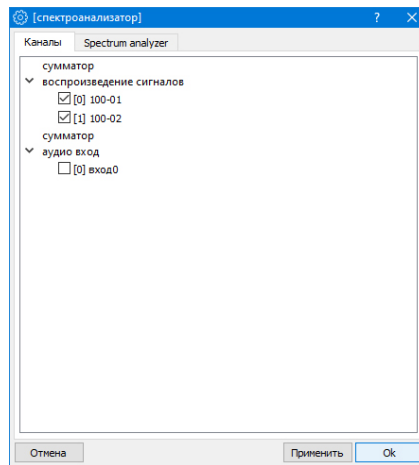 [спектроанализатор] ?
Каналы Spectrum analyzer
сумматор
воспроизведение сигналов
[0] 100-01
[1] 100-02
сумматор
аудио вход
[0] вход0
Отмена Применить Ok